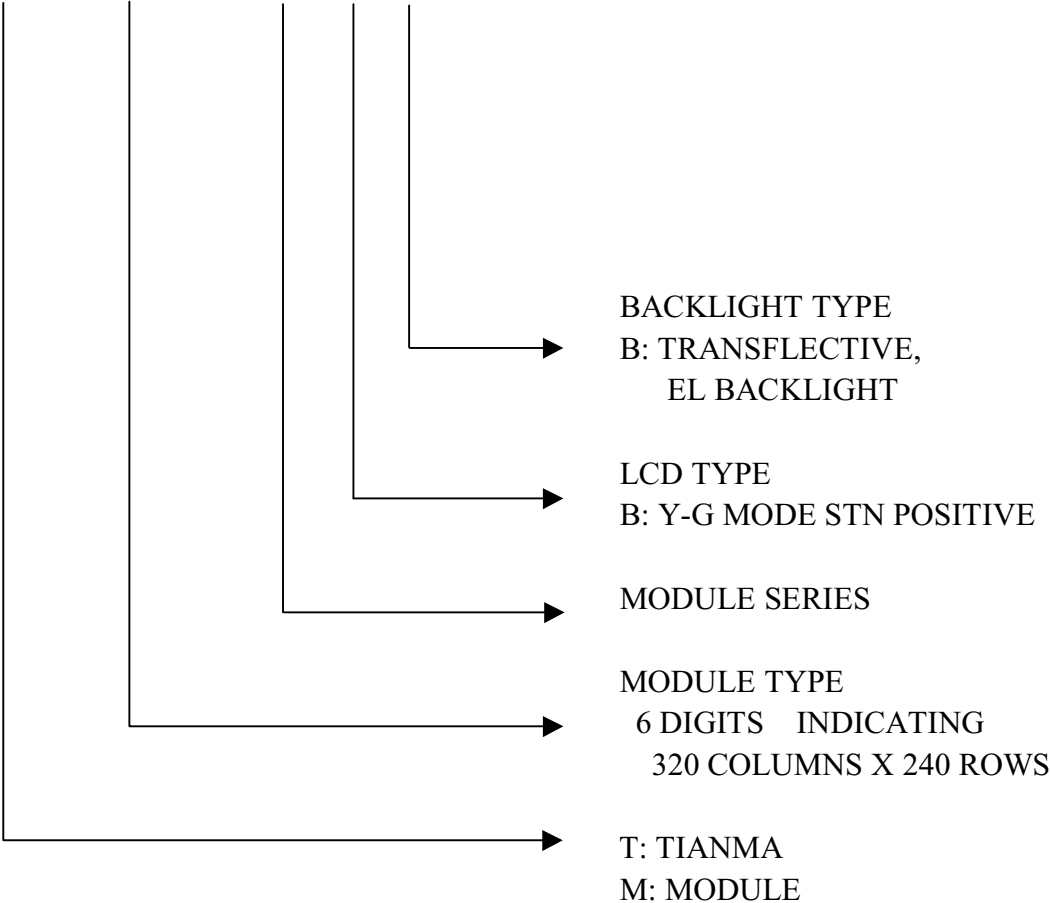 BACKLIGHT TYPE
B: TRANSFLECTIVE,
EL BACKLIGHT
LCD TYPE
B: Y-G MODE STN POSITIVE
MODULE SERIES
MODULE TYPE
6 DIGITS INDICATING
320 COLUMNS X 240 ROWS
T: TIANMA
M: MODULE